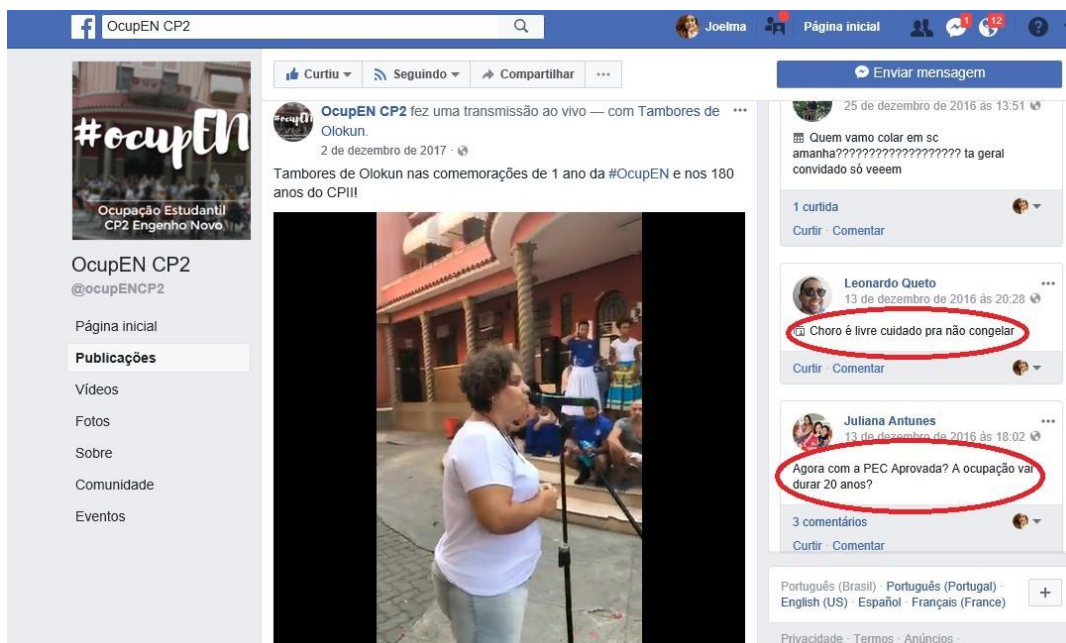 OcupEN CP2
Joelma
Página inicial
1
12
#ocupEN
Ocupação Estudantil
CP2 Engenho Novo
OcupEN CP2
@ocupENCP2
Página inicial
Publicações
Vídeos
Fotos
Sobre
Comunidade
Eventos
Curtiu
Seguindo
Compartilhar
#ocupEN
OcupEN CP2 fez uma transmissão ao vivo — com Tambores de
Olokun.
2 de dezembro de 2017
Tambores de Olokun nas comemorações de 1 ano da #OcupEN e nos 180
anos do CPII!
Enviar mensagem
25 de dezembro de 2016 às 13:51
Quem vamo colar em sc
amanha??????????????????? ta geral
convidado só veeem
1 curtida
Curtir · Comentar
Leonardo Queto
13 de dezembro de 2016 às 20:28
Choro é livre cuidado pra não congelar
Curtir · Comentar
Juliana Antunes
13 de dezembro de 2016 às 18:02
Agora com a PEC Aprovada? A ocupação vai
durar 20 anos?
3 comentários
Curtir · Comentar
Português (Brasil) · Português (Portugal) ·
English (US) · Español · Français (France)
Privacidade · Termos · Anúncios ·